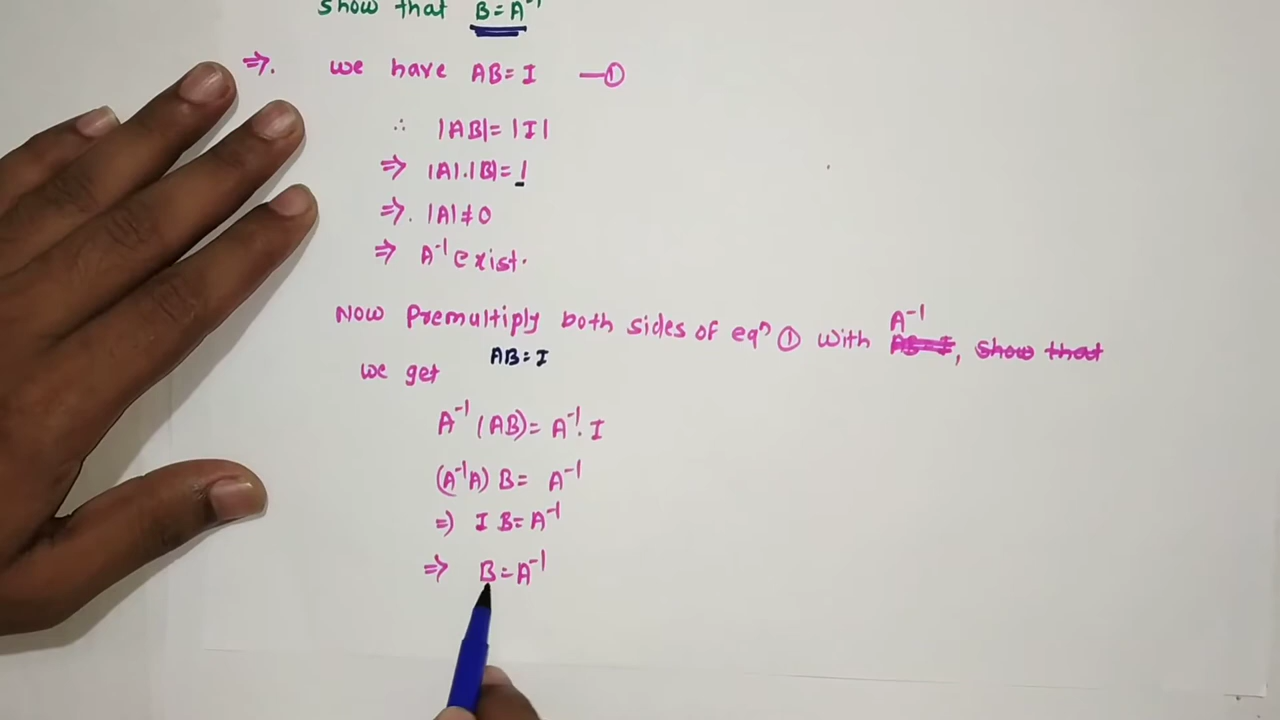 Show that B = A⁻¹
⇒. We have AB = I —①
∴ |AB| = |I|
⇒ |A|.|B| = 1
⇒. |A| ≠ 0
⇒ A⁻¹ exist.
Now Premultiply both sides of eqⁿ ① with A⁻¹ ~~AB = I~~, ~~show that~~
We get AB = I
A⁻¹ (AB) = A⁻¹. I
(A⁻¹A) B = A⁻¹
⇒) I B = A⁻¹
⇒ B = A⁻¹